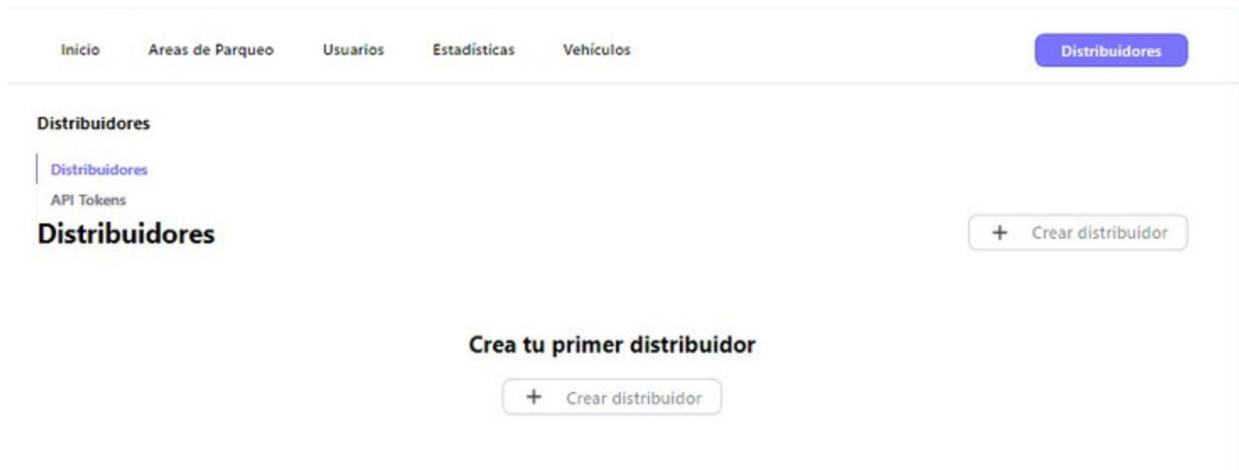 Inicio Areas de Parqueo Usuarios Estadísticas Vehículos Distribuidores
Distribuidores
Distribuidores
API Tokens
Distribuidores + Crear distribuidor
Crea tu primer distribuidor
+ Crear distribuidor